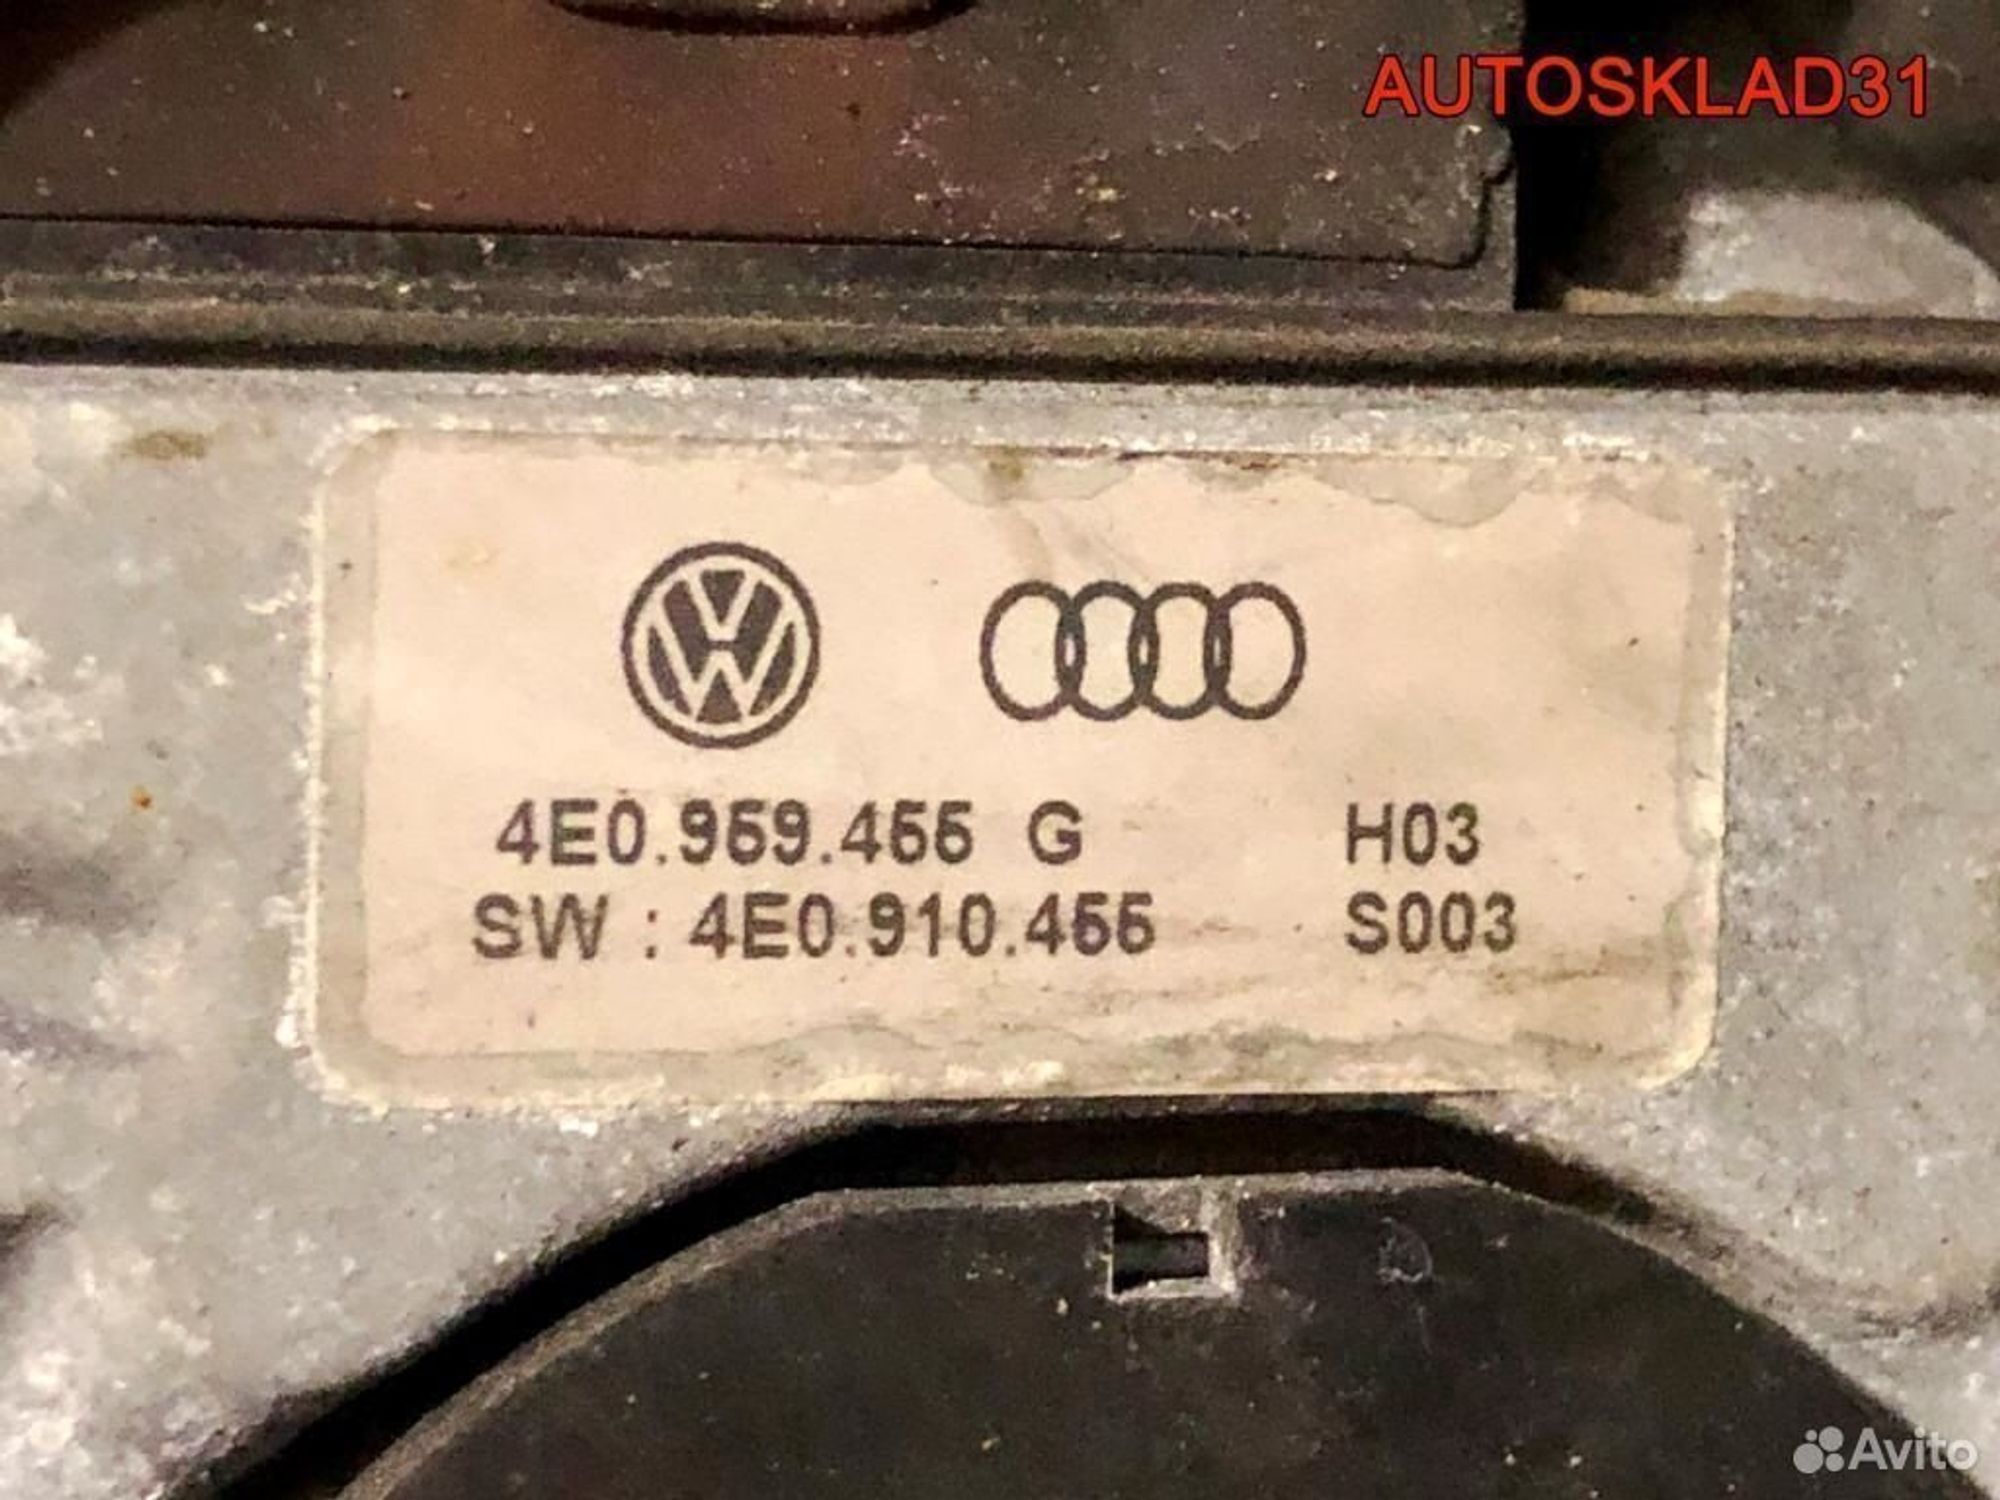 AUTOSKLAD31
4E0.959.455 G H03
SW : 4E0.910.455 S003
Avito